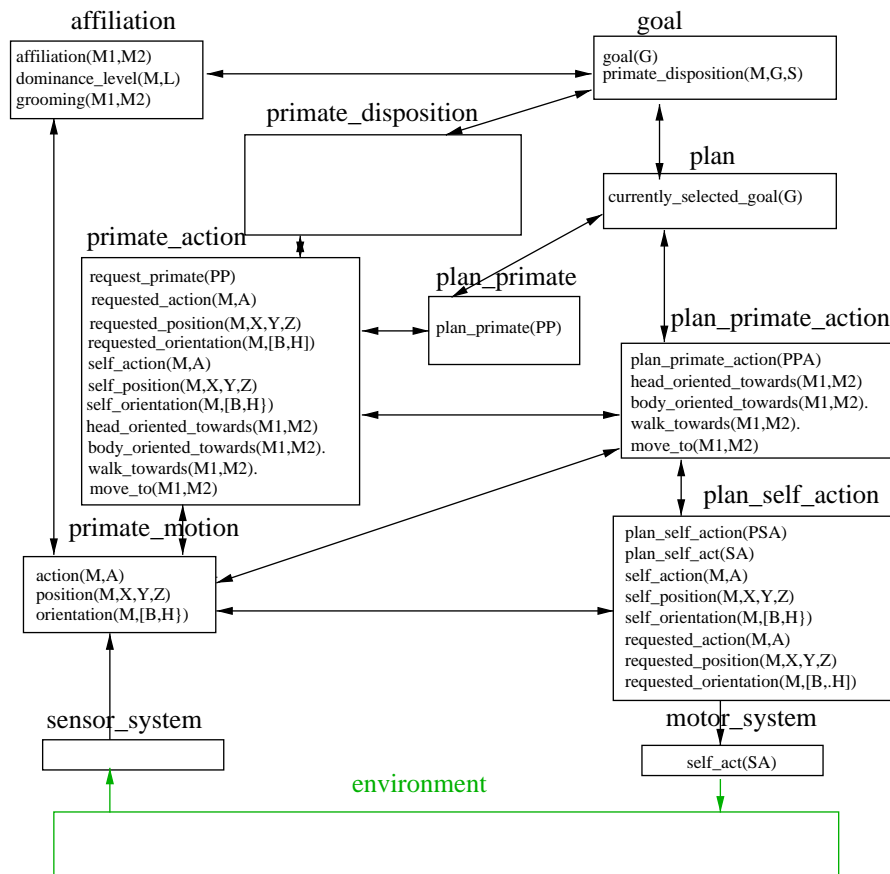 affiliation
affiliation(M1,M2)
dominance_level(M,L)
grooming(M1,M2)
goal
goal(G)
primate_disposition(M,G,S)
primate_disposition
plan
currently_selected_goal(G)
primate_action
request_primate(PP)
requested_action(M,A)
requested_position(M,X,Y,Z)
requested_orientation(M,[B,H])
self_action(M,A)
self_position(M,X,Y,Z)
self_orientation(M,[B,H})
head_oriented_towards(M1,M2)
body_oriented_towards(M1,M2).
walk_towards(M1,M2).
move_to(M1,M2)
plan_primate
plan_primate(PP)
plan_primate_action
plan_primate_action(PPA)
head_oriented_towards(M1,M2)
body_oriented_towards(M1,M2).
walk_towards(M1,M2).
move_to(M1,M2)
primate_motion
action(M,A)
position(M,X,Y,Z)
orientation(M,[B,H})
plan_self_action
plan_self_action(PSA)
plan_self_act(SA)
self_action(M,A)
self_position(M,X,Y,Z)
self_orientation(M,[B,H})
requested_action(M,A)
requested_position(M,X,Y,Z)
requested_orientation(M,[B,.H])
sensor_system
motor_system
self_act(SA)
environment